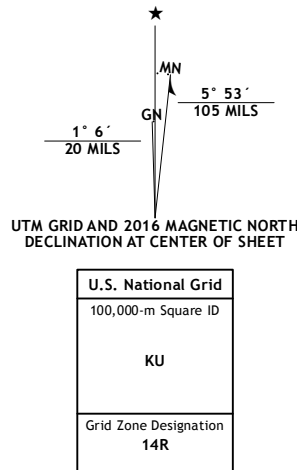 MN
GN
5° 53´
105 MILS
1° 6´
20 MILS
UTM GRID AND 2016 MAGNETIC NORTH
DECLINATION AT CENTER OF SHEET
U.S. National Grid
100,000-m Square ID
KU
Grid Zone Designation
14R